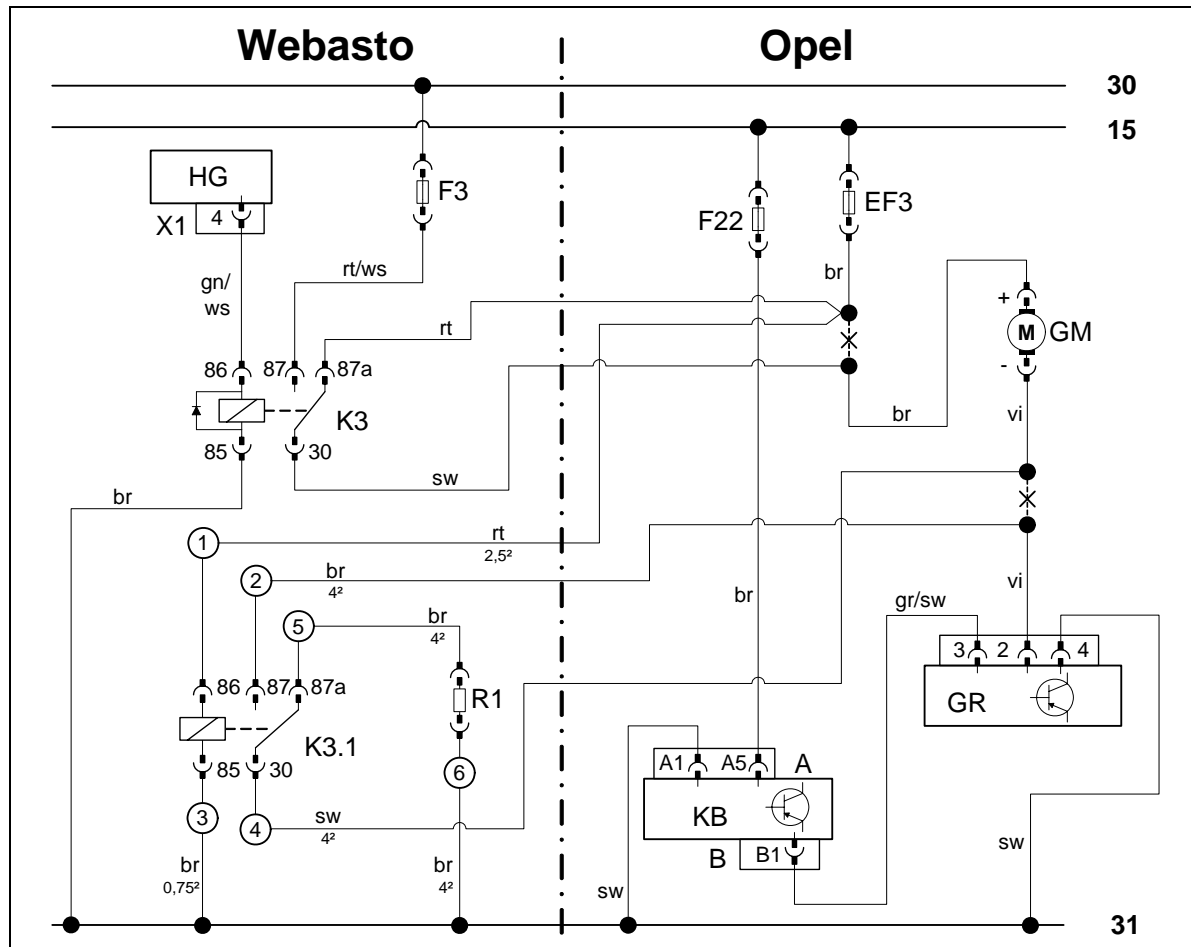 Webasto Opel
30
15
HG
X1 4
F3
F22
EF3
gn/
ws
rt/ws
br
rt
+
M GM
-
86 87 87a
K3
85 30
br
vi
sw
br
1
rt
2,5²
2
br
4²
br
vi
gr/sw
5
br
4²
3 2 4
GR
86 87 87a
R1
K3.1
85 30
A1 A5 A
6
KB
3 4
sw
4²
B B1
br
0,75²
br
4²
sw
sw
31